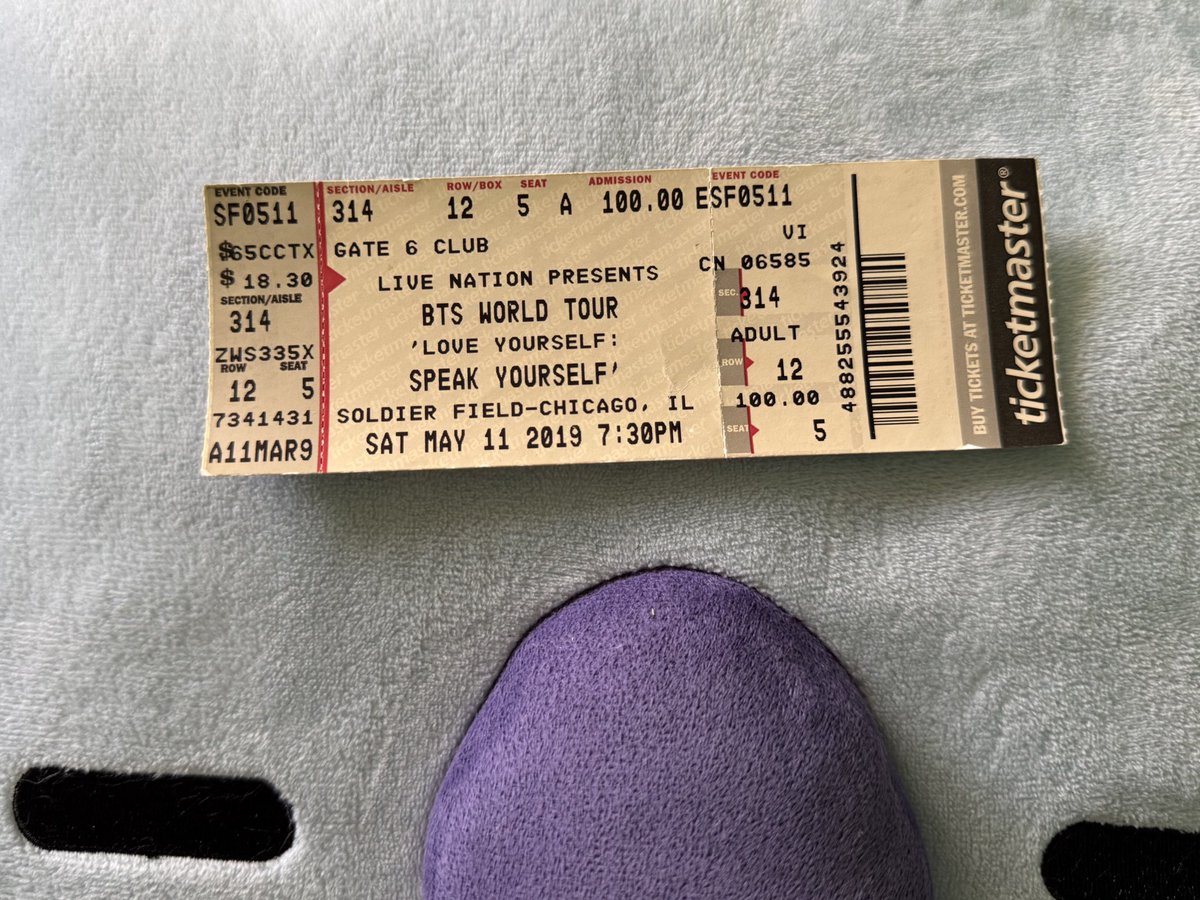 EVENT CODE
SF0511
$65CCTX
$ 18.30
SECTION/AISLE
314
ZWS335X
ROW SEAT
12 5
7341431
A11MAR9
SECTION/AISLE ROW/BOX SEAT ADMISSION
314 12 5 A 100.00
GATE 6 CLUB
LIVE NATION PRESENTS
BTS WORLD TOUR
'LOVE YOURSELF:
SPEAK YOURSELF'
SOLDIER FIELD-CHICAGO, IL
SAT MAY 11 2019 7:30PM
EVENT CODE
ESF0511
VI
CN 06585
SEC. 314
ADULT
ROW 12
100.00
SEAT 5
488255543924
BUY TICKETS AT TICKETMASTER.COM
ticketmaster®